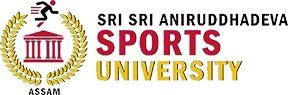 SRI SRI ANIRUDDHADEVA
SPORTS
UNIVERSITY
ASSAM